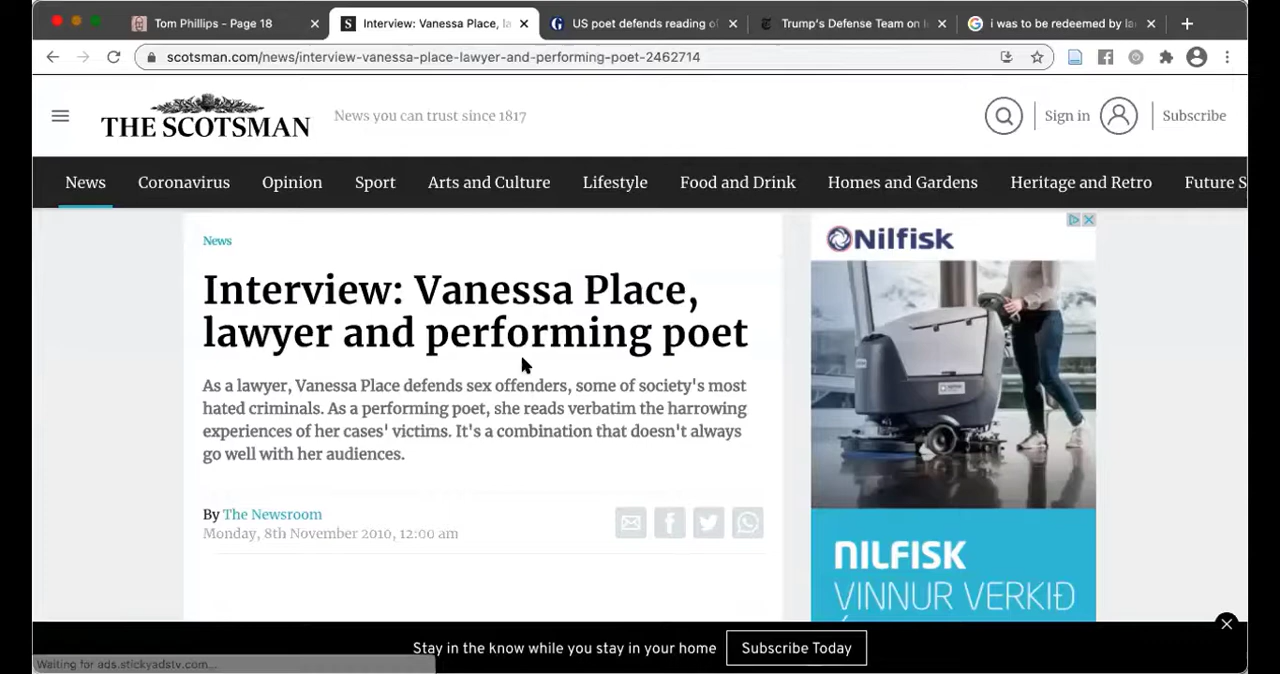 Tom Phillips - Page 18
Interview: Vanessa Place, la
US poet defends reading of
Trump's Defense Team on
i was to be redeemed by la
scotsman.com/news/interview-vanessa-place-lawyer-and-performing-poet-2462714
THE SCOTSMAN
News you can trust since 1817
Sign in
Subscribe
News Coronavirus Opinion Sport Arts and Culture Lifestyle Food and Drink Homes and Gardens Heritage and Retro Future S
News
Interview: Vanessa Place,
lawyer and performing poet
As a lawyer, Vanessa Place defends sex offenders, some of society's most
hated criminals. As a performing poet, she reads verbatim the harrowing
experiences of her cases' victims. It's a combination that doesn't always
go well with her audiences.
By The Newsroom
Monday, 8th November 2010, 12:00 am
Nilfisk
NILFISK
VINNUR VERKIÐ
Stay in the know while you stay in your home
Subscribe Today
Waiting for ads.stickyadstv.com...